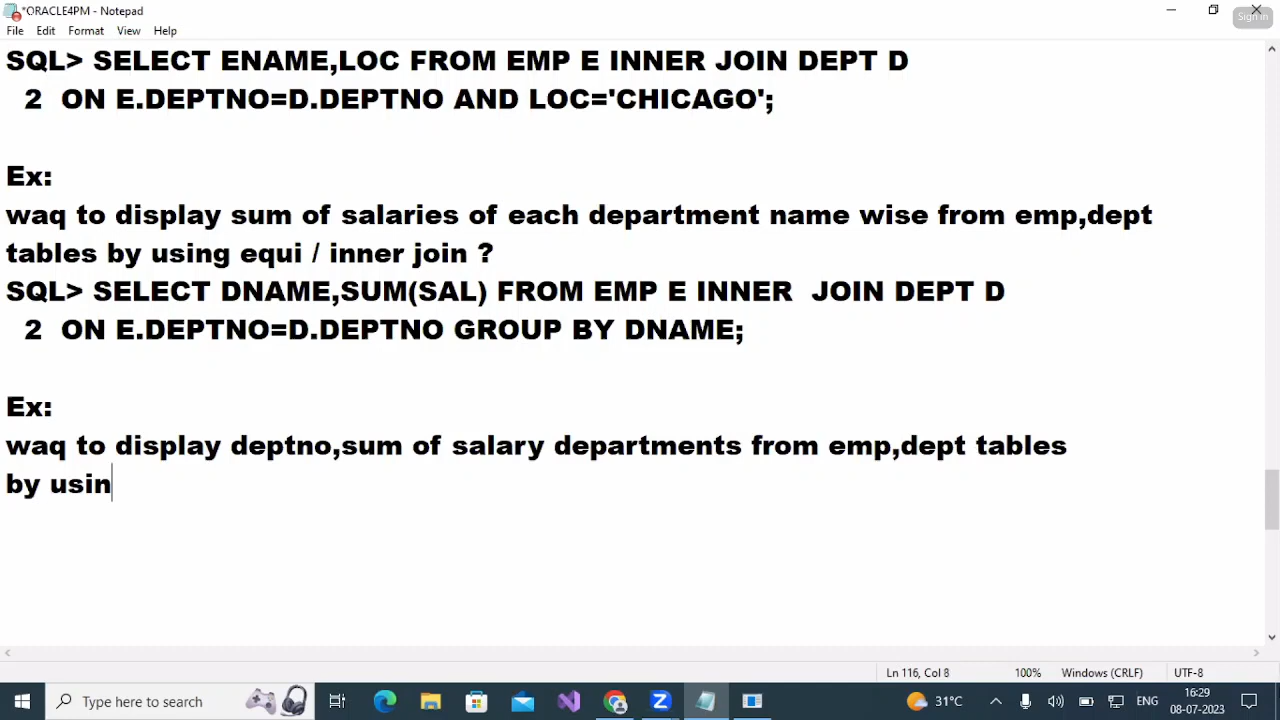 *ORACLE4PM - Notepad
Sign in
File Edit Format View Help
SQL> SELECT ENAME,LOC FROM EMP E INNER JOIN DEPT D
2 ON E.DEPTNO=D.DEPTNO AND LOC='CHICAGO';
Ex:
waq to display sum of salaries of each department name wise from emp,dept
tables by using equi / inner join ?
SQL> SELECT DNAME,SUM(SAL) FROM EMP E INNER  JOIN DEPT D
2 ON E.DEPTNO=D.DEPTNO GROUP BY DNAME;
Ex:
waq to display deptno,sum of salary departments from emp,dept tables
by usin
Ln 116, Col 8 100% Windows (CRLF) UTF-8
Type here to search 31°C ENG 16:29
08-07-2023